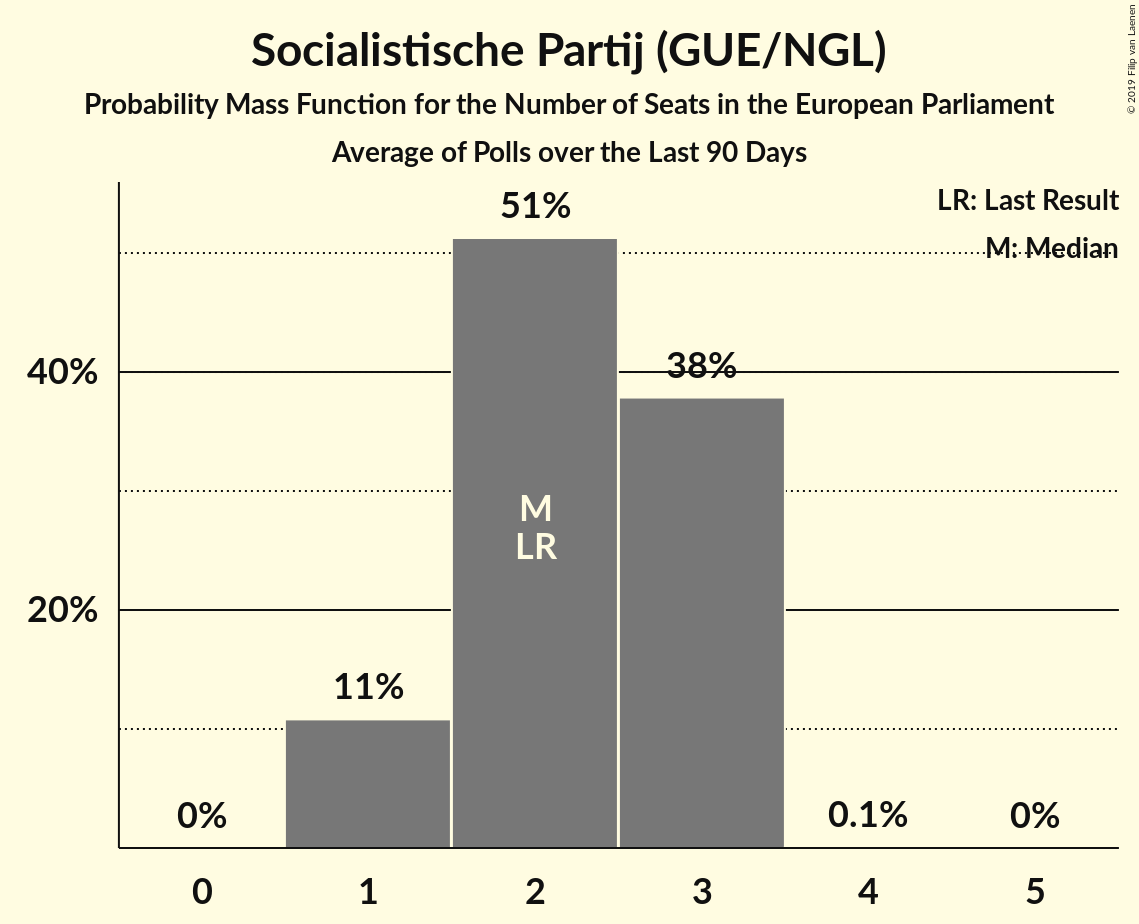 Socialistische Partij (GUE/NGL)
Probability Mass Function for the Number of Seats in the European Parliament
Average of Polls over the Last 90 Days
© 2019 Filip van Laenen
LR: Last Result
M: Median
51%
40%
38%
M
LR
20%
11%
0%
0.1%
0%
0
1
2
3
4
5